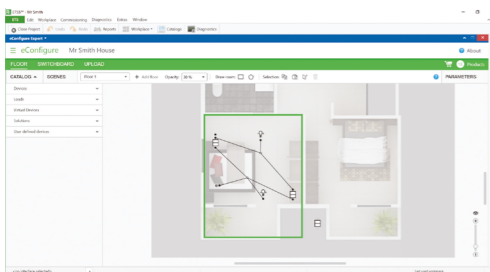 ETS5™ - Mr Smith
ETS Edit Workplace Commissioning Diagnostics Extras Window
Close Project Undo Redo Reports Workplace Catalogs Diagnostics
eConfigure Expert
eConfigure Mr Smith House About
FLOOR SWITCHBOARD UPLOAD Products
CATALOG SCENES: Floor 1 Add floor Opacity: 30 % Draw room: Selection: PARAMETERS:
Devices
Loads
Virtual Devices
Solutions
User-defined devices